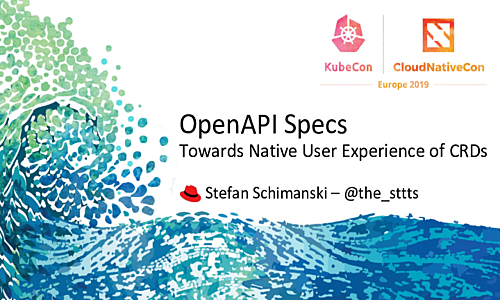 KubeCon
CloudNativeCon
Europe 2019
OpenAPI Specs
Towards Native User Experience of CRDs
Stefan Schimanski – @the_sttts